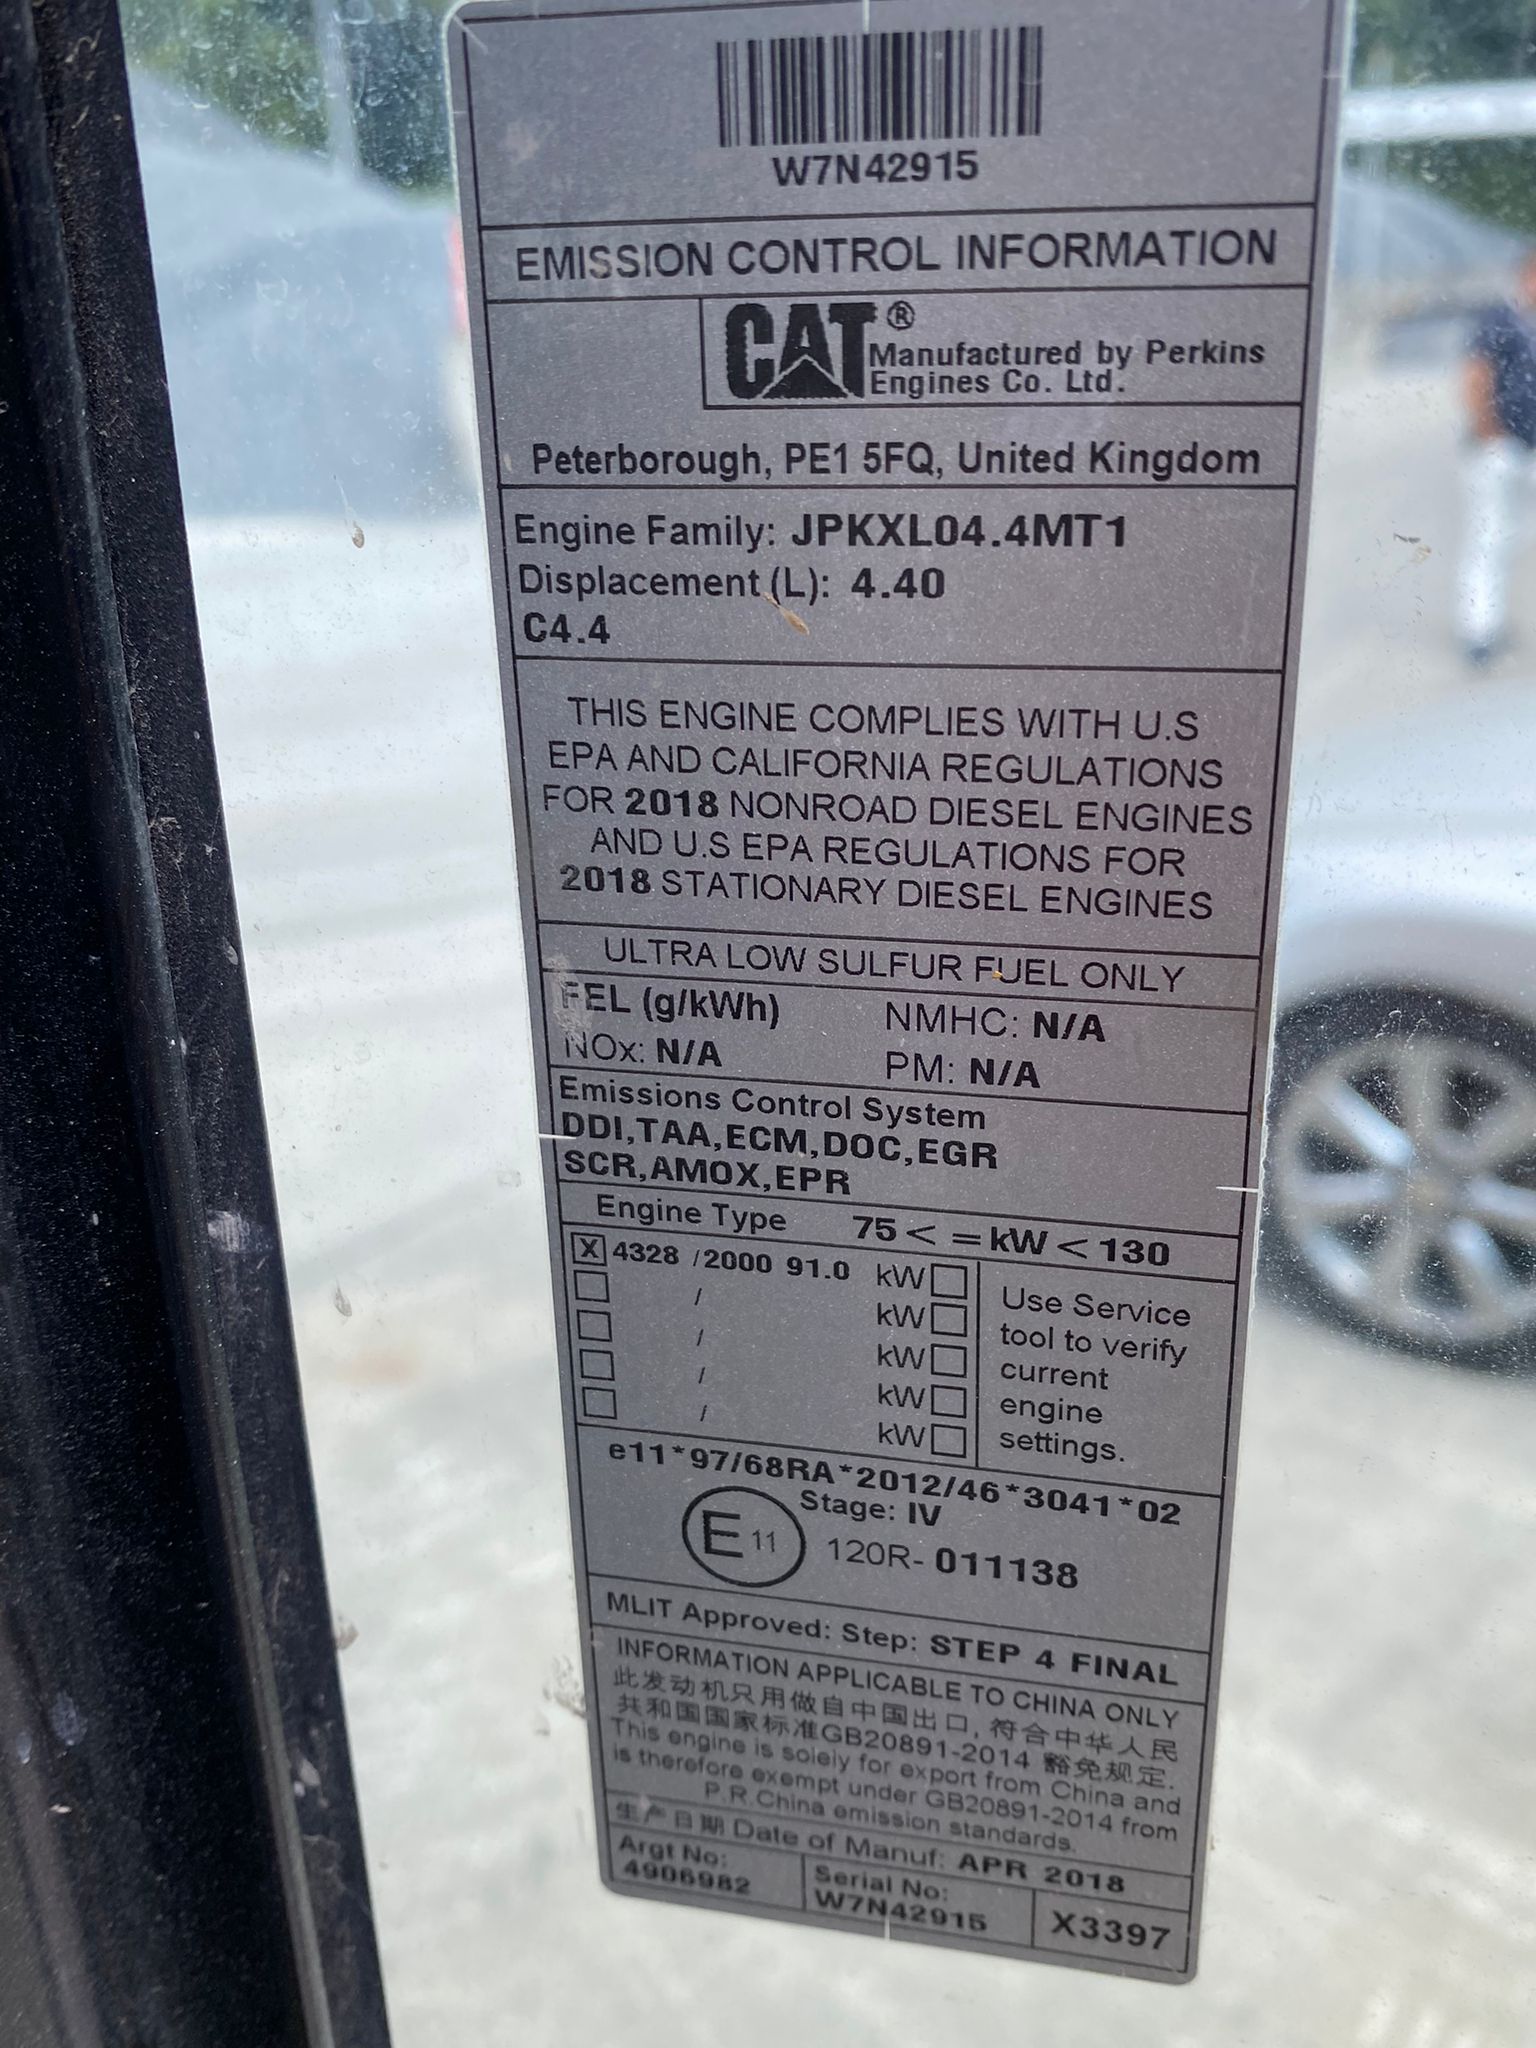 W7N42915
EMISSION CONTROL INFORMATION
CAT®
Manufactured by Perkins
Engines Co. Ltd.
Peterborough, PE1 5FQ, United Kingdom
Engine Family: JPKXL04.4MT1
Displacement (L): 4.40
C4.4
THIS ENGINE COMPLIES WITH U.S
EPA AND CALIFORNIA REGULATIONS
FOR 2018 NONROAD DIESEL ENGINES
AND U.S EPA REGULATIONS FOR
2018 STATIONARY DIESEL ENGINES
ULTRA LOW SULFUR FUEL ONLY
FEL (g/kWh) NMHC: N/A
NOx: N/A PM: N/A
Emissions Control System
DDI,TAA,ECM,DOC,EGR
SCR,AMOX,EPR
Engine Type 75 < = kW < 130
X 4328 /2000 91.0 kW
/ kW
/ kW
/ kW
/ kW
Use Service
tool to verify
current
engine
settings.
e11*97/68RA*2012/46*3041*02
Stage: IV
E 11 120R- 011138
MLIT Approved: Step: STEP 4 FINAL
INFORMATION APPLICABLE TO CHINA ONLY
此发动机只用做自中国出口, 符合中华人民
共和国国家标准GB20891-2014 豁免规定.
This engine is solely for export from China and
is therefore exempt under GB20891-2014 from
P.R.China emission standards.
生产日期 Date of Manuf: APR 2018
Argt No:
4906982
Serial No:
W7N42915
X3397